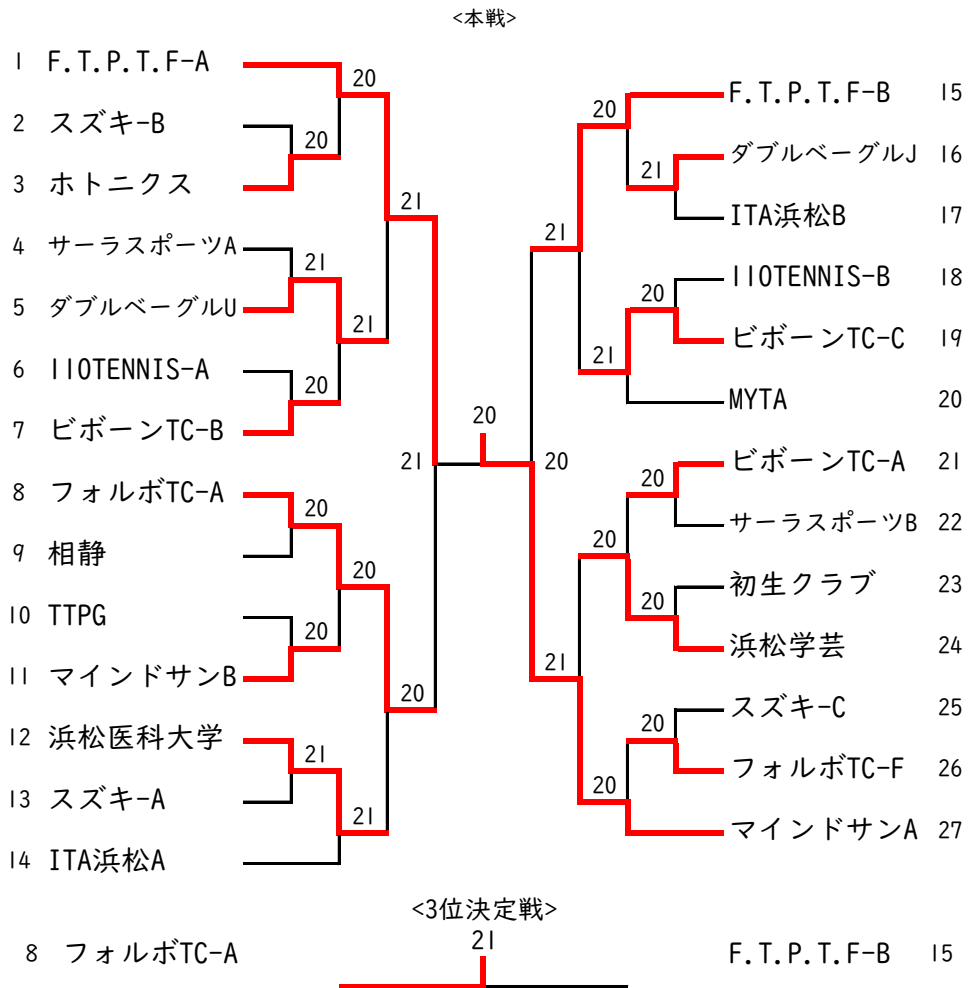 <本戦>
1 F.T.P.T.F-A
2 スズキ-B
3 ホトニクス
4 サーラスポーツA
5 ダブルベーグルU
6 110TENNIS-A
7 ビボーンTC-B
8 フォルボTC-A
9 相静
10 TTPG
11 マインドサンB
12 浜松医科大学
13 スズキ-A
14 ITA浜松A
20
20
21
21
21
20
21
20
20
20
20
21
21
20
20
20
21
21
20
21
20
20
20
21
20
20
F.T.P.T.F-B 15
ダブルベーグルJ 16
ITA浜松B 17
110TENNIS-B 18
ビボーンTC-C 19
MYTA 20
ビボーンTC-A 21
サーラスポーツB 22
初生クラブ 23
浜松学芸 24
スズキ-C 25
フォルボTC-F 26
マインドサンA 27
<3位決定戦>
8 フォルボTC-A 21 F.T.P.T.F-B 15